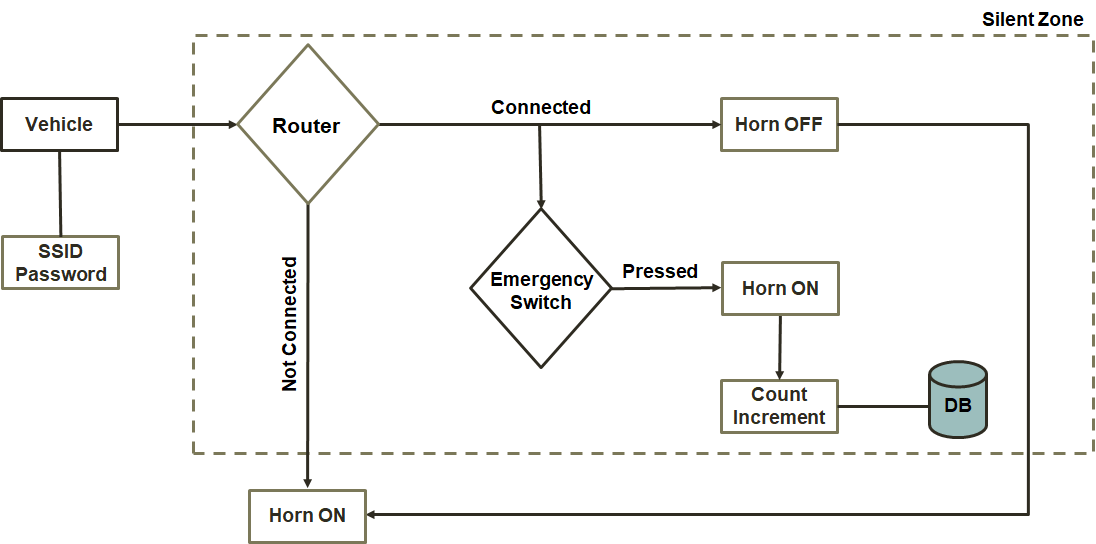 Silent Zone
Vehicle
Router
Connected
Horn OFF
SSID
Password
Not Connected
Emergency
Switch
Pressed
Horn ON
Count
Increment
DB
Horn ON